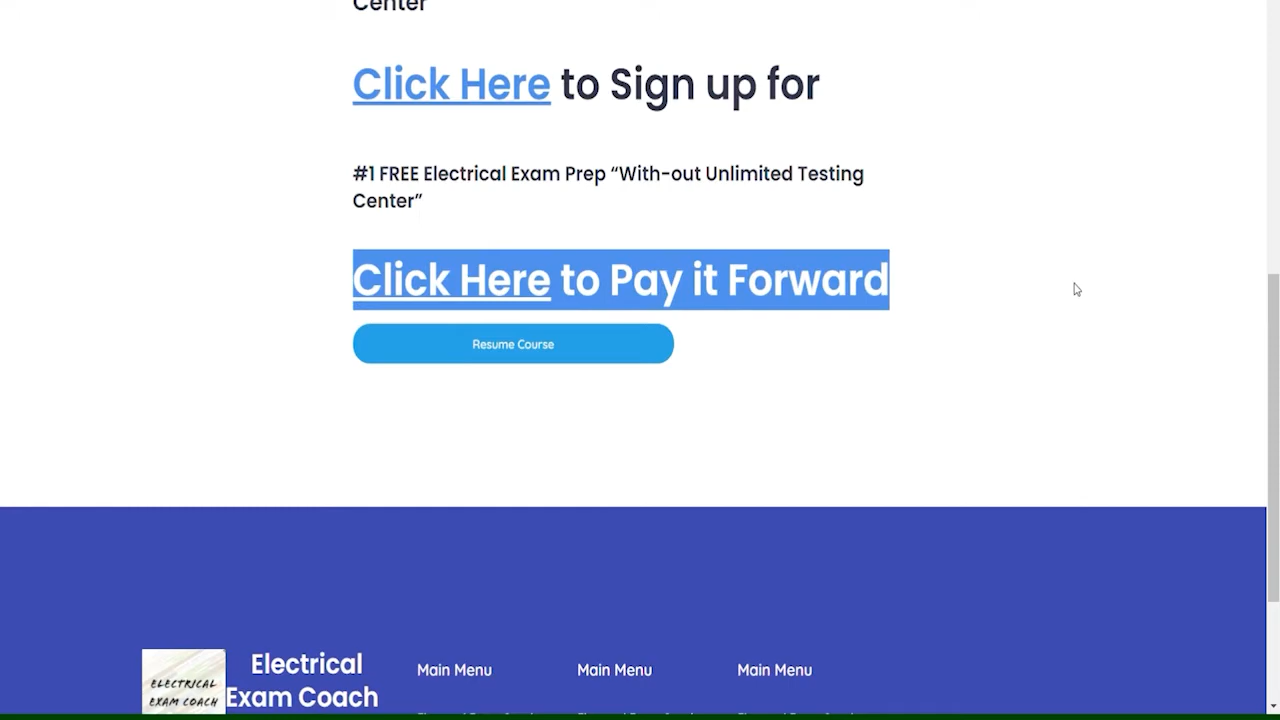 Center
Click Here to Sign up for
#1 FREE Electrical Exam Prep “With-out Unlimited Testing
Center”
Click Here to Pay it Forward
Resume Course
Electrical
Exam Coach
ELECTRICAL
EXAM COACH
Main Menu
Main Menu
Main Menu